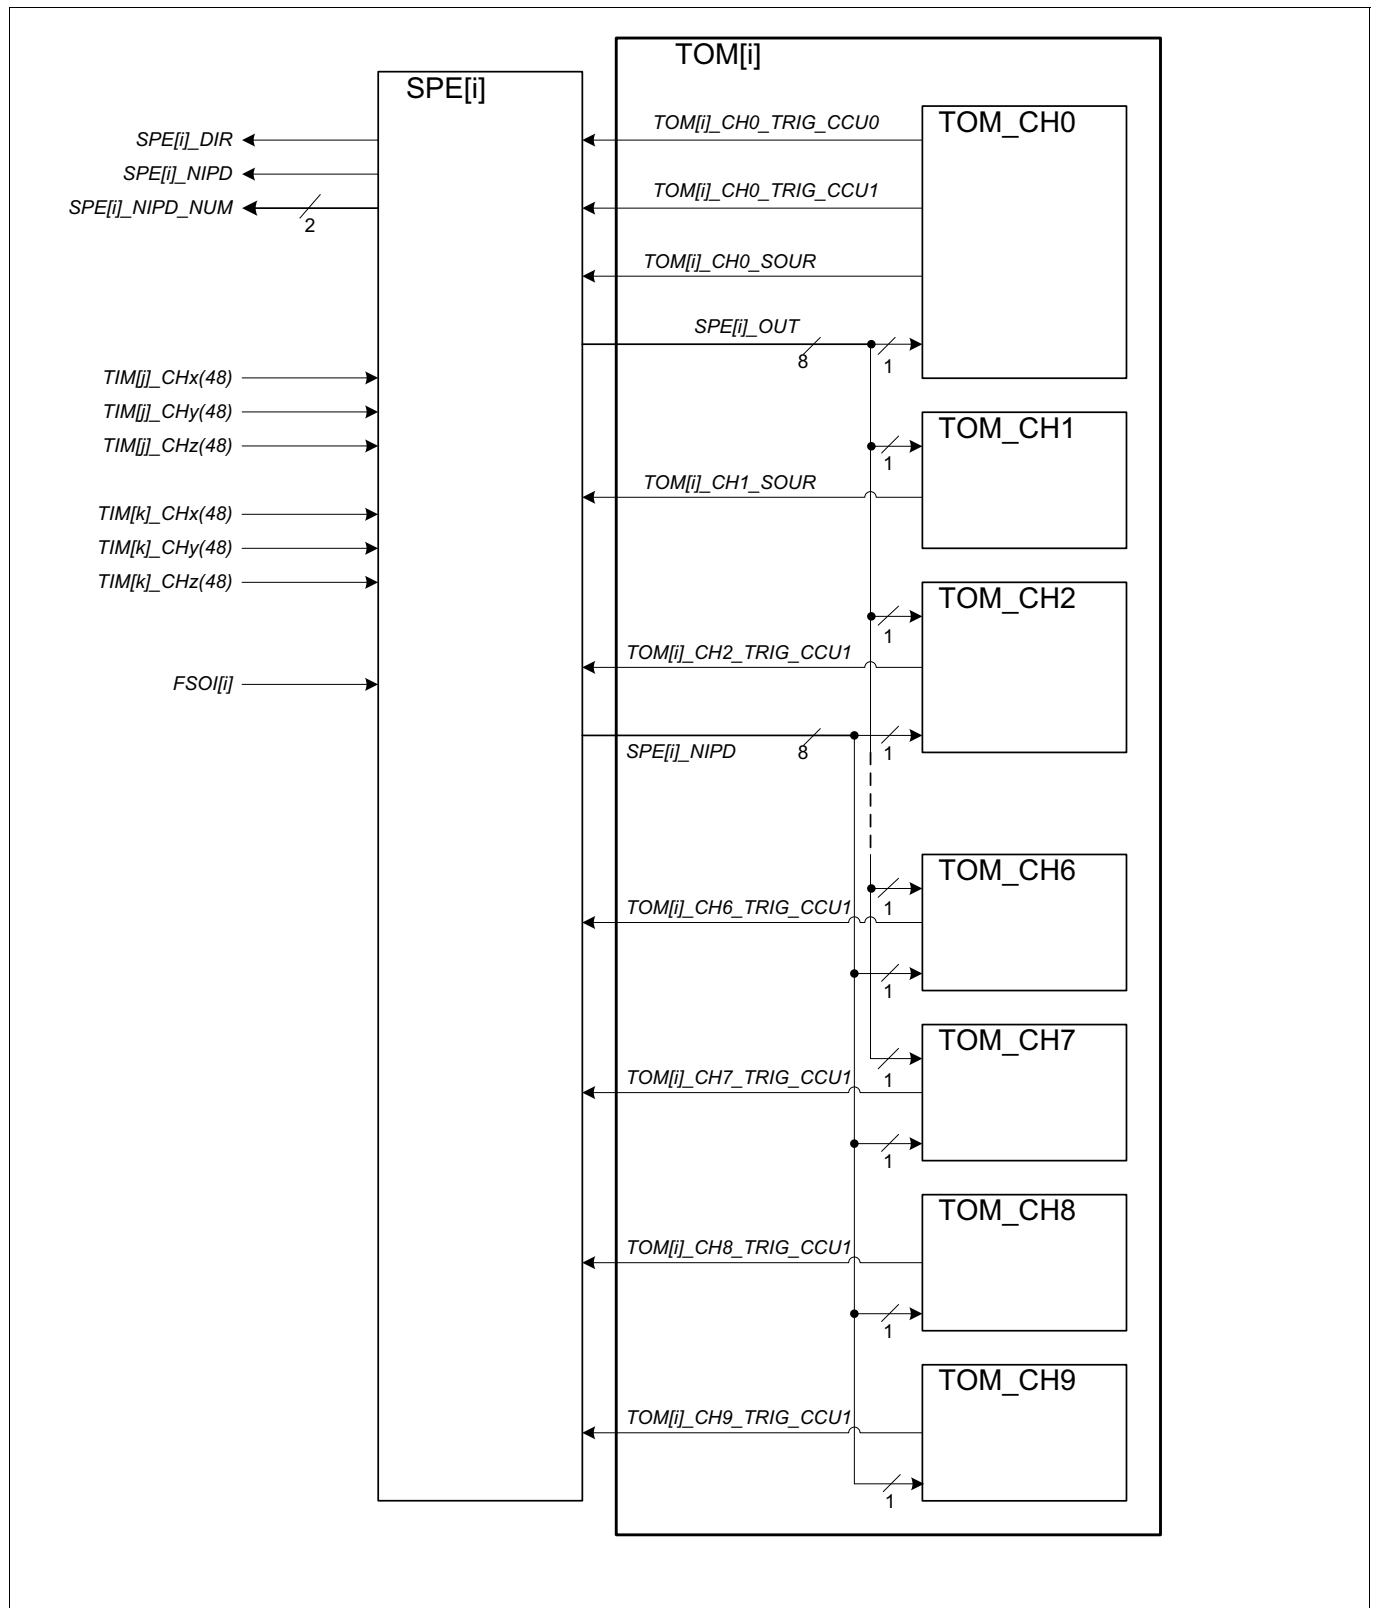 TOM[i]
SPE[i]
TOM_CH0
TOM[i]_CH0_TRIG_CCU0
SPE[i]_DIR
SPE[i]_NIPD
TOM[i]_CH0_TRIG_CCU1
SPE[i]_NIPD_NUM
2
TOM[i]_CH0_SOUR
SPE[i]_OUT
8
1
TIM[j]_CHx(48)
TIM[j]_CHy(48)
TIM[j]_CHz(48)
TOM_CH1
1
TOM[i]_CH1_SOUR
TIM[k]_CHx(48)
TIM[k]_CHy(48)
TIM[k]_CHz(48)
TOM_CH2
1
TOM[i]_CH2_TRIG_CCU1
FSOI[i]
SPE[i]_NIPD
8
1
TOM_CH6
1
TOM[i]_CH6_TRIG_CCU1
1
TOM_CH7
1
TOM[i]_CH7_TRIG_CCU1
1
TOM_CH8
TOM[i]_CH8_TRIG_CCU1
1
TOM_CH9
TOM[i]_CH9_TRIG_CCU1
1